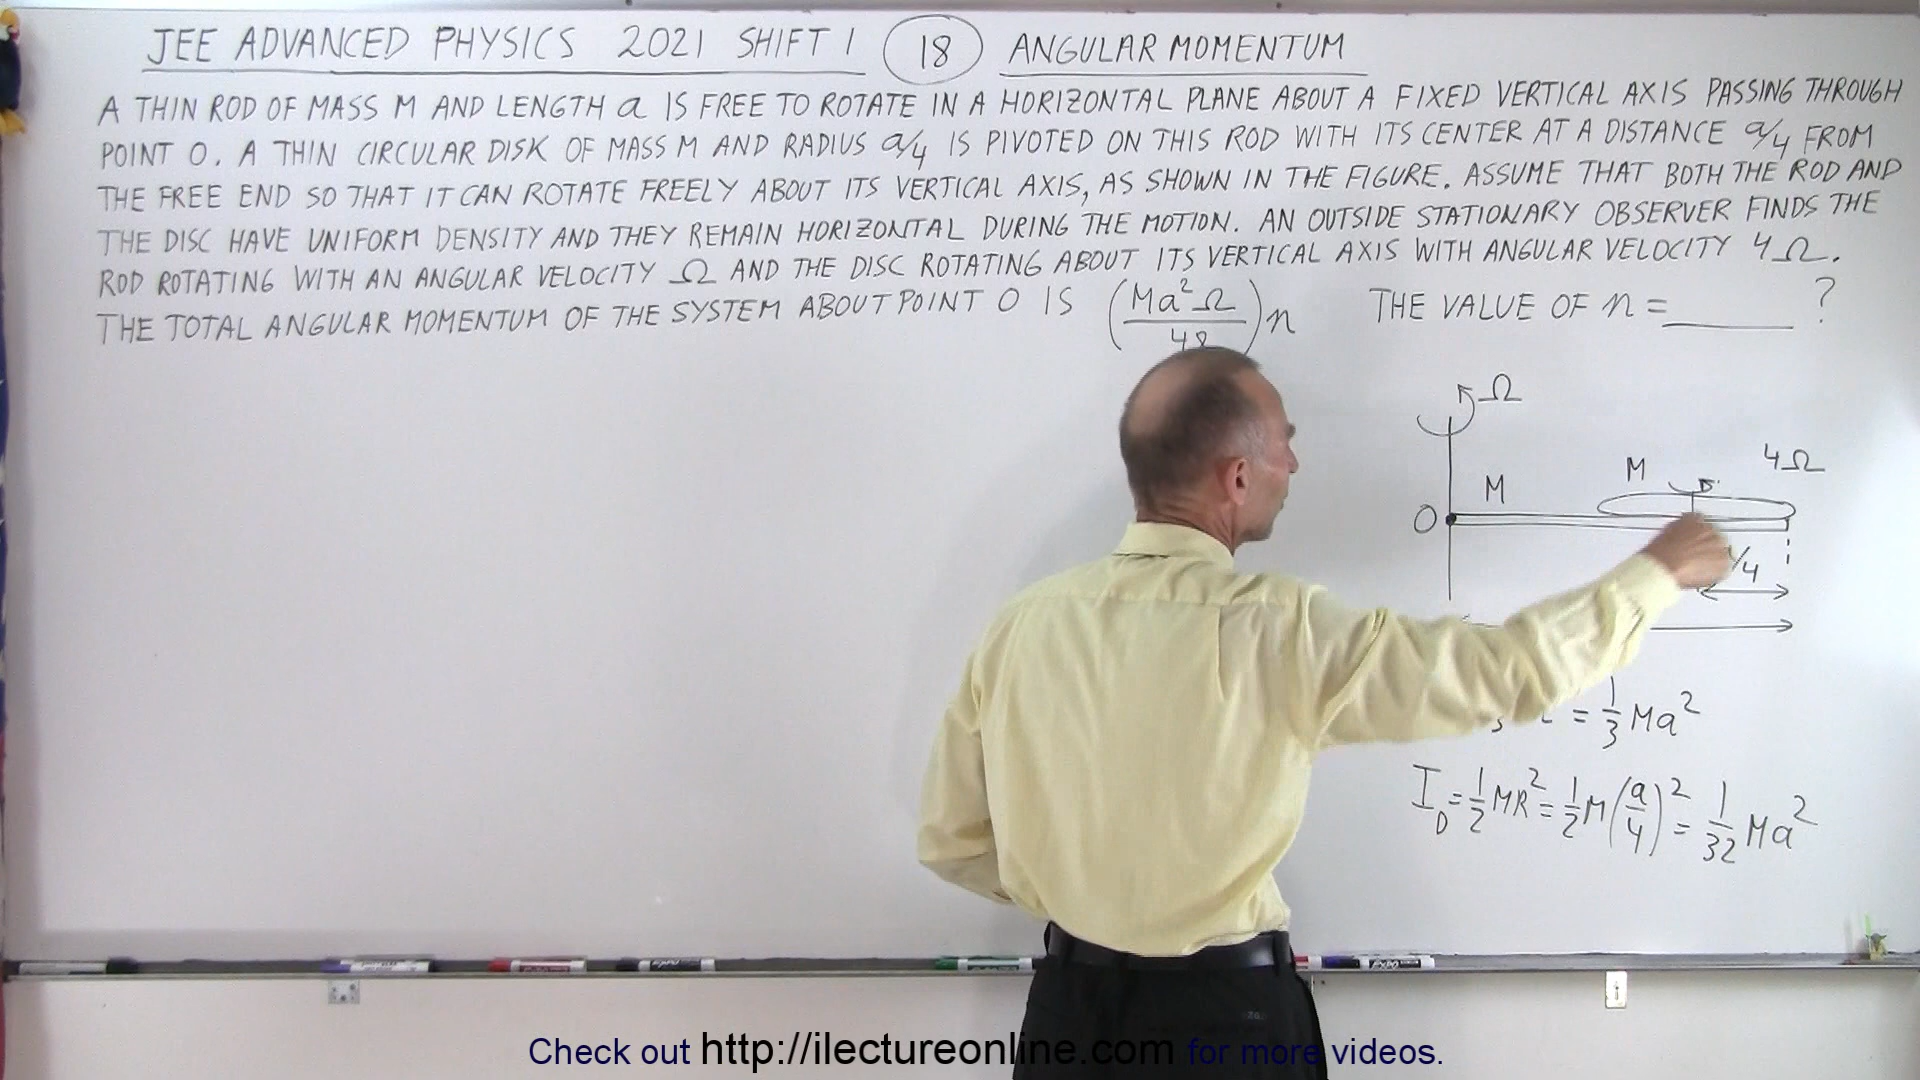 JEE ADVANCED PHYSICS 2021 SHIFT 1 18 ANGULAR MOMENTUM
A THIN ROD OF MASS M AND LENGTH a IS FREE TO ROTATE IN A HORIZONTAL PLANE ABOUT A FIXED VERTICAL AXIS PASSING THROUGH
POINT O. A THIN CIRCULAR DISK OF MASS M AND RADIUS a/4 IS PIVOTED ON THIS ROD WITH ITS CENTER AT A DISTANCE a/4 FROM
THE FREE END SO THAT IT CAN ROTATE FREELY ABOUT ITS VERTICAL AXIS, AS SHOWN IN THE FIGURE. ASSUME THAT BOTH THE ROD AND
THE DISC HAVE UNIFORM DENSITY AND THEY REMAIN HORIZONTAL DURING THE MOTION. AN OUTSIDE STATIONARY OBSERVER FINDS THE
ROD ROTATING WITH AN ANGULAR VELOCITY Ω AND THE DISC ROTATING ABOUT ITS VERTICAL AXIS WITH ANGULAR VELOCITY 4Ω.
THE TOTAL ANGULAR MOMENTUM OF THE SYSTEM ABOUT POINT O IS (Ma²Ω/48)n THE VALUE OF n = ______ ?
Ω
4Ω
M
M
O
/4
= 1/3 Ma²
I_D = 1/2 MR² = 1/2 M(a/4)² = 1/32 Ma²
EXPO
EXPO
Check out http://ilectureonline.com for more videos.